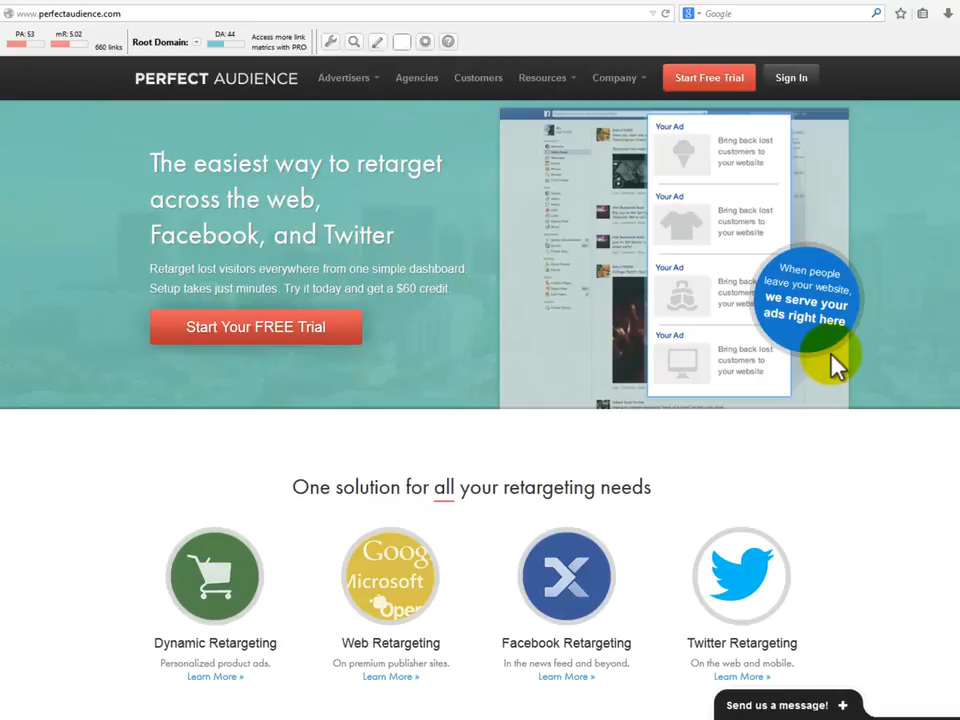 www.perfectaudience.com
Google
PA: 53
mR: 5.02
660 links
Root Domain:
DA: 44
Access more link
metrics with PRO
PERFECT AUDIENCE
Advertisers
Agencies
Customers
Resources
Company
Start Free Trial
Sign In
The easiest way to retarget
across the web,
Facebook, and Twitter
Retarget lost visitors everywhere from one simple dashboard.
Setup takes just minutes. Try it today and get a $60 credit.
Start Your FREE Trial
Your Ad
Bring back lost
customers to
your website
Your Ad
Bring back lost
customers to
your website
Your Ad
Bring back
customers
your
Your Ad
Bring back lost
customers to
your website
When people
leave your website,
we serve your
ads right here
One solution for all your retargeting needs
Goog
Microsoft
Open
Dynamic Retargeting
Personalized product ads.
Learn More »
Web Retargeting
On premium publisher sites.
Learn More »
Facebook Retargeting
In the news feed and beyond.
Learn More »
Twitter Retargeting
On the web and mobile.
Learn More »
Send us a message! +